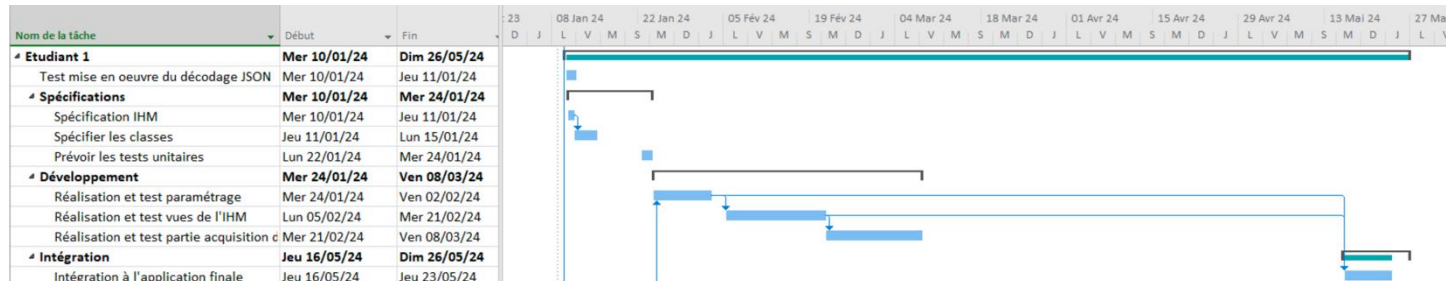 : 23 08 Jan 24 22 Jan 24 05 Fév 24 19 Fév 24 04 Mar 24 18 Mar 24 01 Avr 24 15 Avr 24 29 Avr 24 13 Mai 24 27 Ma
Nom de la tâche Début Fin D J L V M S M D J L V M S M D J L V M S M D J L V M S M D J L V
Etudiant 1 Mer 10/01/24 Dim 26/05/24
Test mise en oeuvre du décodage JSON Mer 10/01/24 Jeu 11/01/24
Spécifications Mer 10/01/24 Mer 24/01/24
Spécification IHM Mer 10/01/24 Jeu 11/01/24
Spécifier les classes Jeu 11/01/24 Lun 15/01/24
Prévoir les tests unitaires Lun 22/01/24 Mer 24/01/24
Développement Mer 24/01/24 Ven 08/03/24
Réalisation et test paramétrage Mer 24/01/24 Ven 02/02/24
Réalisation et test vues de l'IHM Lun 05/02/24 Mer 21/02/24
Réalisation et test partie acquisition d Mer 21/02/24 Ven 08/03/24
Intégration Jeu 16/05/24 Dim 26/05/24
Intégration à l'application finale Jeu 16/05/24 Jeu 23/05/24